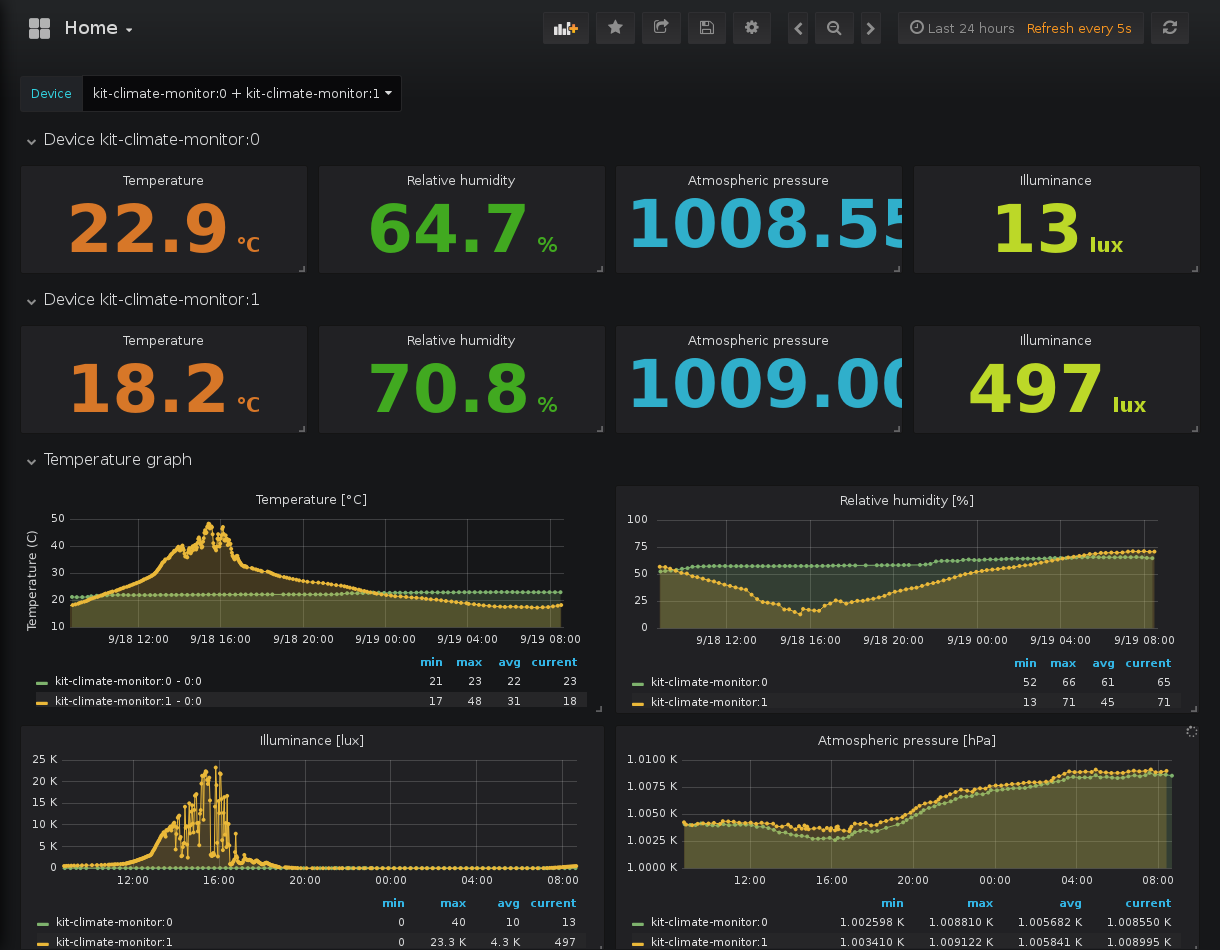 Home
Last 24 hours Refresh every 5s
Device kit-climate-monitor:0 + kit-climate-monitor:1
Device kit-climate-monitor:0
Temperature
22.9 °C
Relative humidity
64.7 %
Atmospheric pressure
1008.55
Illuminance
13 lux
Device kit-climate-monitor:1
Temperature
18.2 °C
Relative humidity
70.8 %
Atmospheric pressure
1009.00
Illuminance
497 lux
Temperature graph
Temperature [°C]
Temperature (C)
50
40
30
20
10
9/18 12:00 9/18 16:00 9/18 20:00 9/19 00:00 9/19 04:00 9/19 08:00
min max avg current
kit-climate-monitor:0 - 0:0 21 23 22 23
kit-climate-monitor:1 - 0:0 17 48 31 18
Relative humidity [%]
100
75
50
25
0
9/18 12:00 9/18 16:00 9/18 20:00 9/19 00:00 9/19 04:00 9/19 08:00
min max avg current
kit-climate-monitor:0 52 66 61 65
kit-climate-monitor:1 13 71 45 71
Illuminance [lux]
25 K
20 K
15 K
10 K
5 K
0
12:00 16:00 20:00 00:00 04:00 08:00
min max avg current
kit-climate-monitor:0 0 40 10 13
kit-climate-monitor:1 0 23.3 K 4.3 K 497
Atmospheric pressure [hPa]
1.0100 K
1.0075 K
1.0050 K
1.0025 K
1.0000 K
12:00 16:00 20:00 00:00 04:00 08:00
min max avg current
kit-climate-monitor:0 1.002598 K 1.008810 K 1.005682 K 1.008550 K
kit-climate-monitor:1 1.003410 K 1.009122 K 1.005841 K 1.008995 K